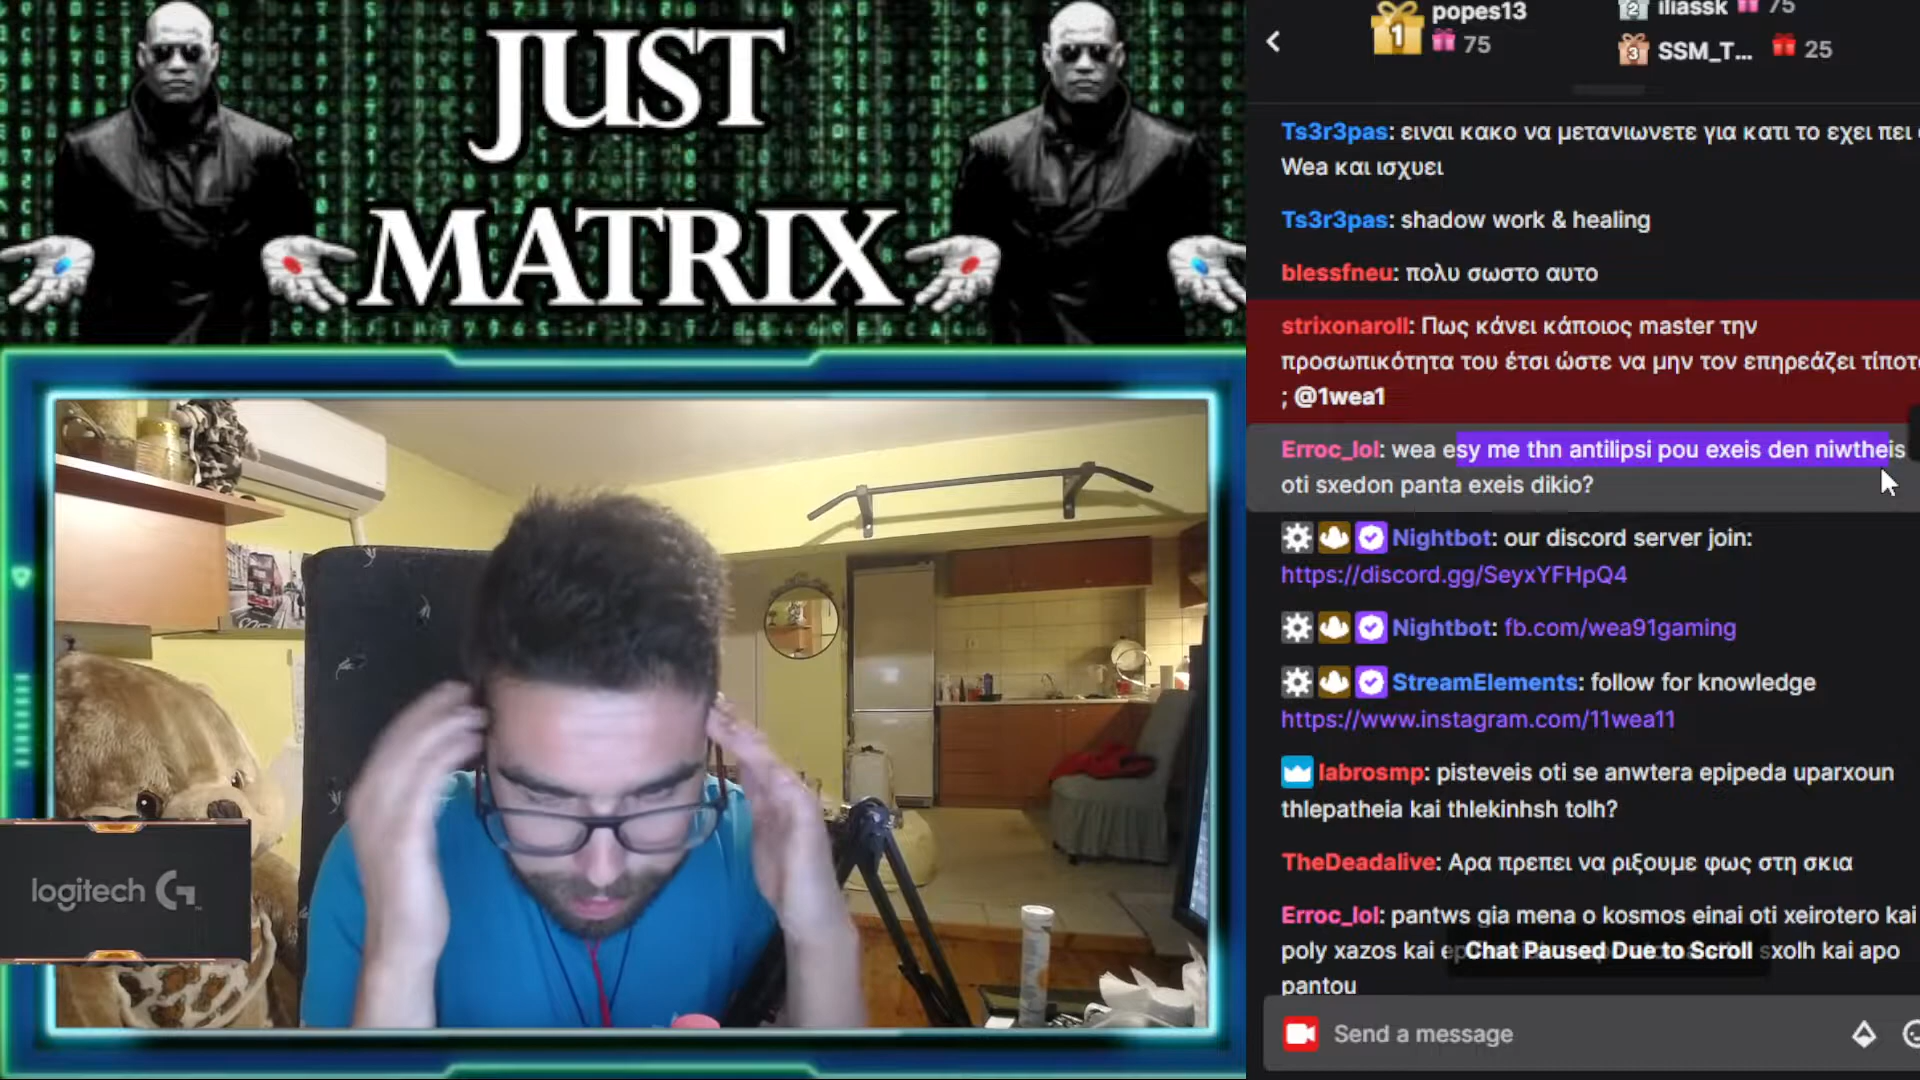 JUST
MATRIX
logitech G
popes13
75
iliassk 75
SSM_T... 25
Ts3r3pas: ειναι κακο να μετανιωνετε για κατι το εχει πει
Wea και ισχυει
Ts3r3pas: shadow work & healing
blessfneu: πολυ σωστο αυτο
strixonaroll: Πως κάνει κάποιος master την
προσωπικότητα του έτσι ώστε να μην τον επηρεάζει τίποτ
; @1wea1
Erroc_lol: wea esy me thn antilipsi pou exeis den niwtheis
oti sxedon panta exeis dikio?
Nightbot: our discord server join:
https://discord.gg/SeyxYFHpQ4
Nightbot: fb.com/wea91gaming
StreamElements: follow for knowledge
https://www.instagram.com/11wea11
labrosmp: pisteveis oti se anwtera epipeda uparxoun
thlepatheia kai thlekinhsh tolh?
TheDeadalive: Αρα πρεπει να ριξουμε φως στη σκια
Erroc_lol: pantws gia mena o kosmos einai oti xeirotero kai
poly xazos kai Chat Paused Due to Scroll sxolh kai apo
pantou
Send a message